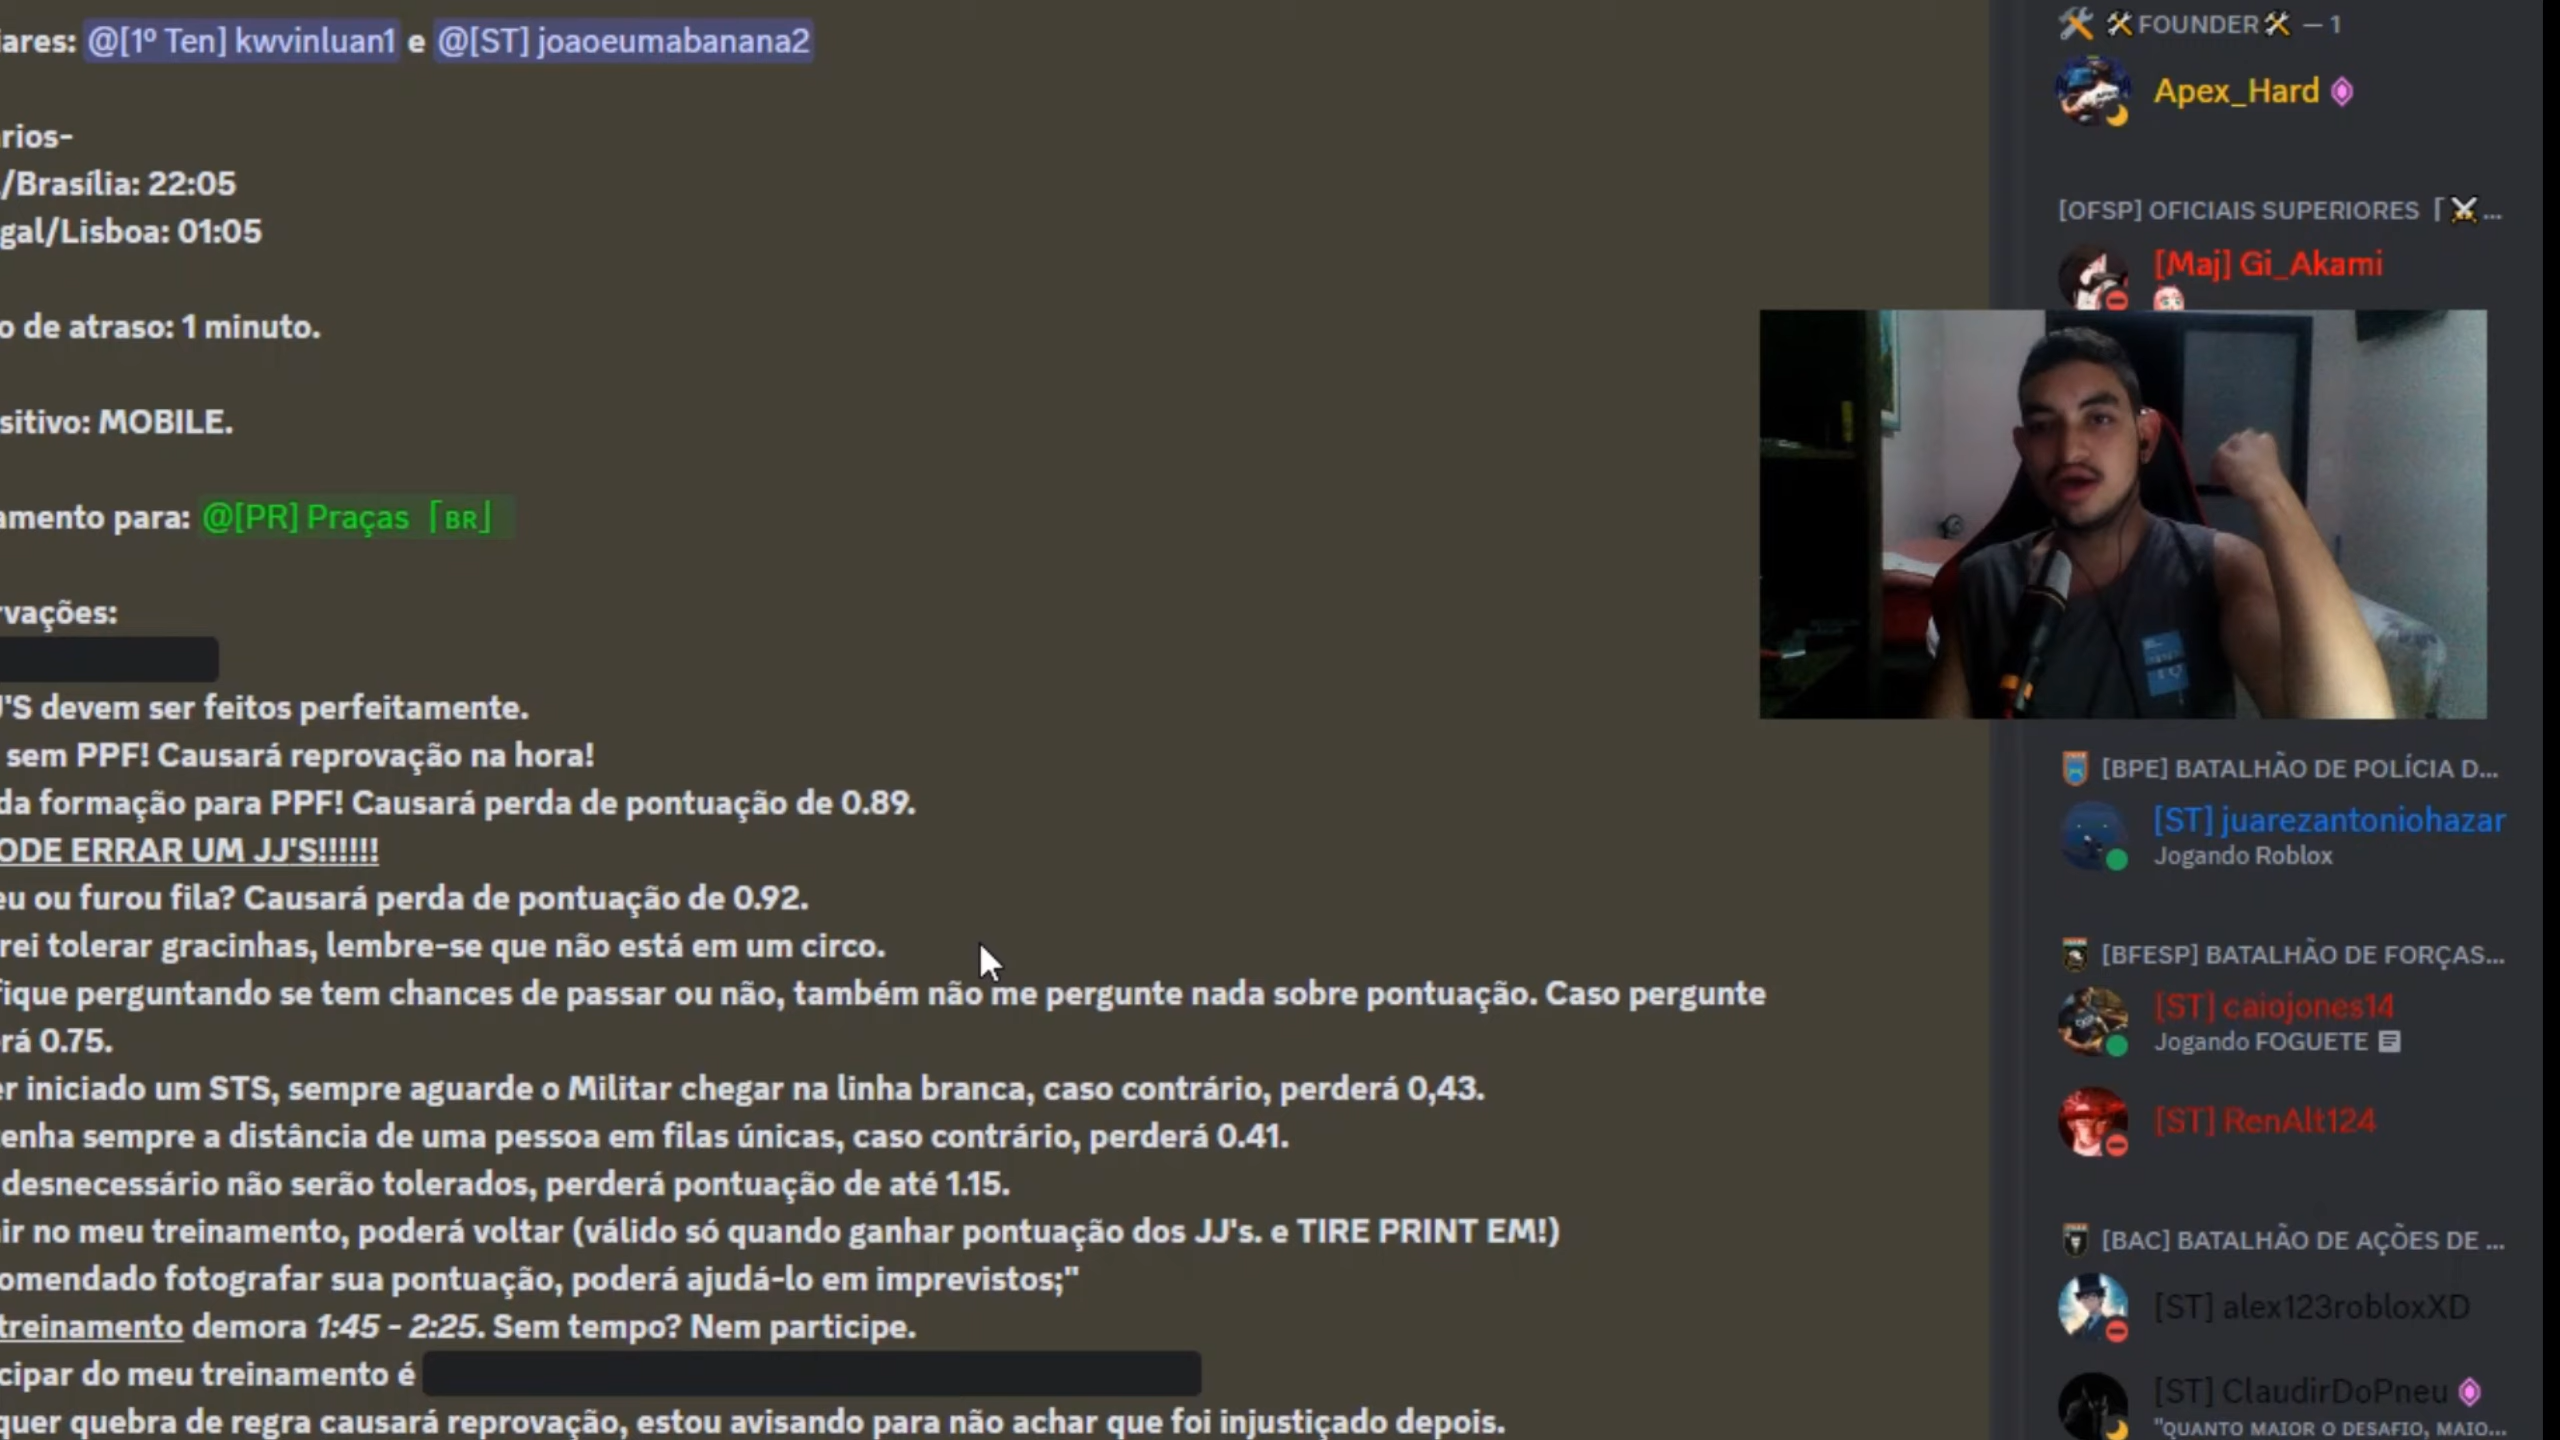 ares: @[1º Ten] kwvinluan1 e @[ST] joaoeumabanana2
rios-
/Brasília: 22:05
gal/Lisboa: 01:05
o de atraso: 1 minuto.
sitivo: MOBILE.
amento para: @[PR] Praças「BR」
rvações:
J'S devem ser feitos perfeitamente.
sem PPF! Causará reprovação na hora!
da formação para PPF! Causará perda de pontuação de 0.89.
ODE ERRAR UM JJ'S!!!!!!
eu ou furou fila? Causará perda de pontuação de 0.92.
rei tolerar gracinhas, lembre-se que não está em um circo.
fique perguntando se tem chances de passar ou não, também não me pergunte nada sobre pontuação. Caso pergunte
rá 0.75.
er iniciado um STS, sempre aguarde o Militar chegar na linha branca, caso contrário, perderá 0,43.
tenha sempre a distância de uma pessoa em filas únicas, caso contrário, perderá 0.41.
desnecessário não serão tolerados, perderá pontuação de até 1.15.
air no meu treinamento, poderá voltar (válido só quando ganhar pontuação dos JJ's. e TIRE PRINT EM!)
omendado fotografar sua pontuação, poderá ajudá-lo em imprevistos;"
treinamento demora 1:45 - 2:25. Sem tempo? Nem participe.
cipar do meu treinamento é
quer quebra de regra causará reprovação, estou avisando para não achar que foi injustiçado depois.
FOUNDER — 1
Apex_Hard
[OFSP] OFICIAIS SUPERIORES「...
[Maj] Gi_Akami
[BPE] BATALHÃO DE POLÍCIA D...
[ST] juarezantoniohazar
Jogando Roblox
[BFESP] BATALHÃO DE FORÇAS...
[ST] caiojones14
Jogando FOGUETE
[ST] RenAlt124
[BAC] BATALHÃO DE AÇÕES DE ...
[ST] alex123robloxXD
[ST] ClaudirDoPneu
"QUANTO MAIOR O DESAFIO, MAIO...